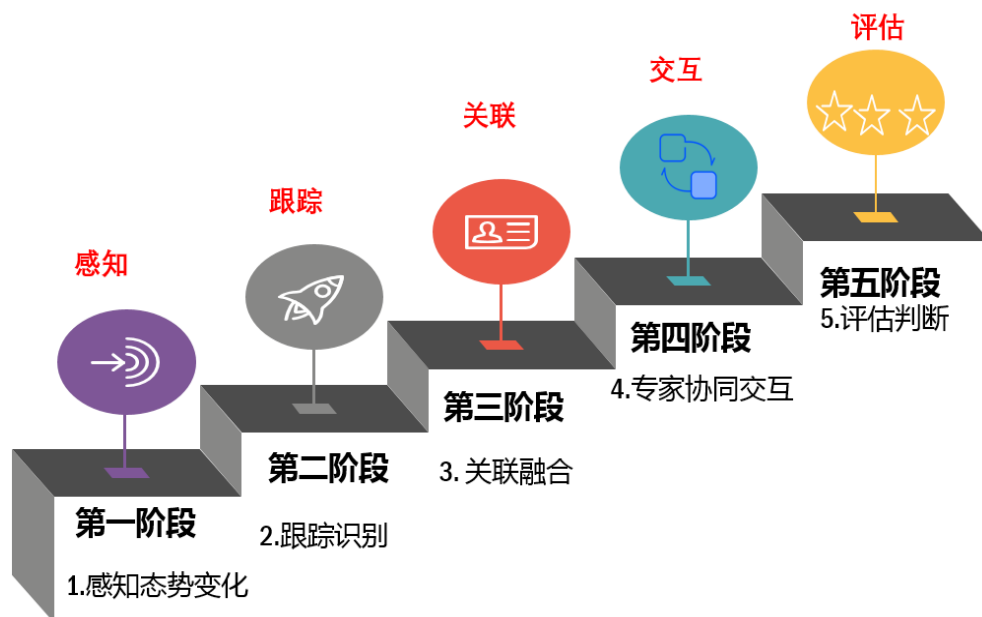 感知
第一阶段
1.感知态势变化
跟踪
第二阶段
2.跟踪识别
关联
第三阶段
3. 关联融合
交互
第四阶段
4.专家协同交互
评估
第五阶段
5.评估判断